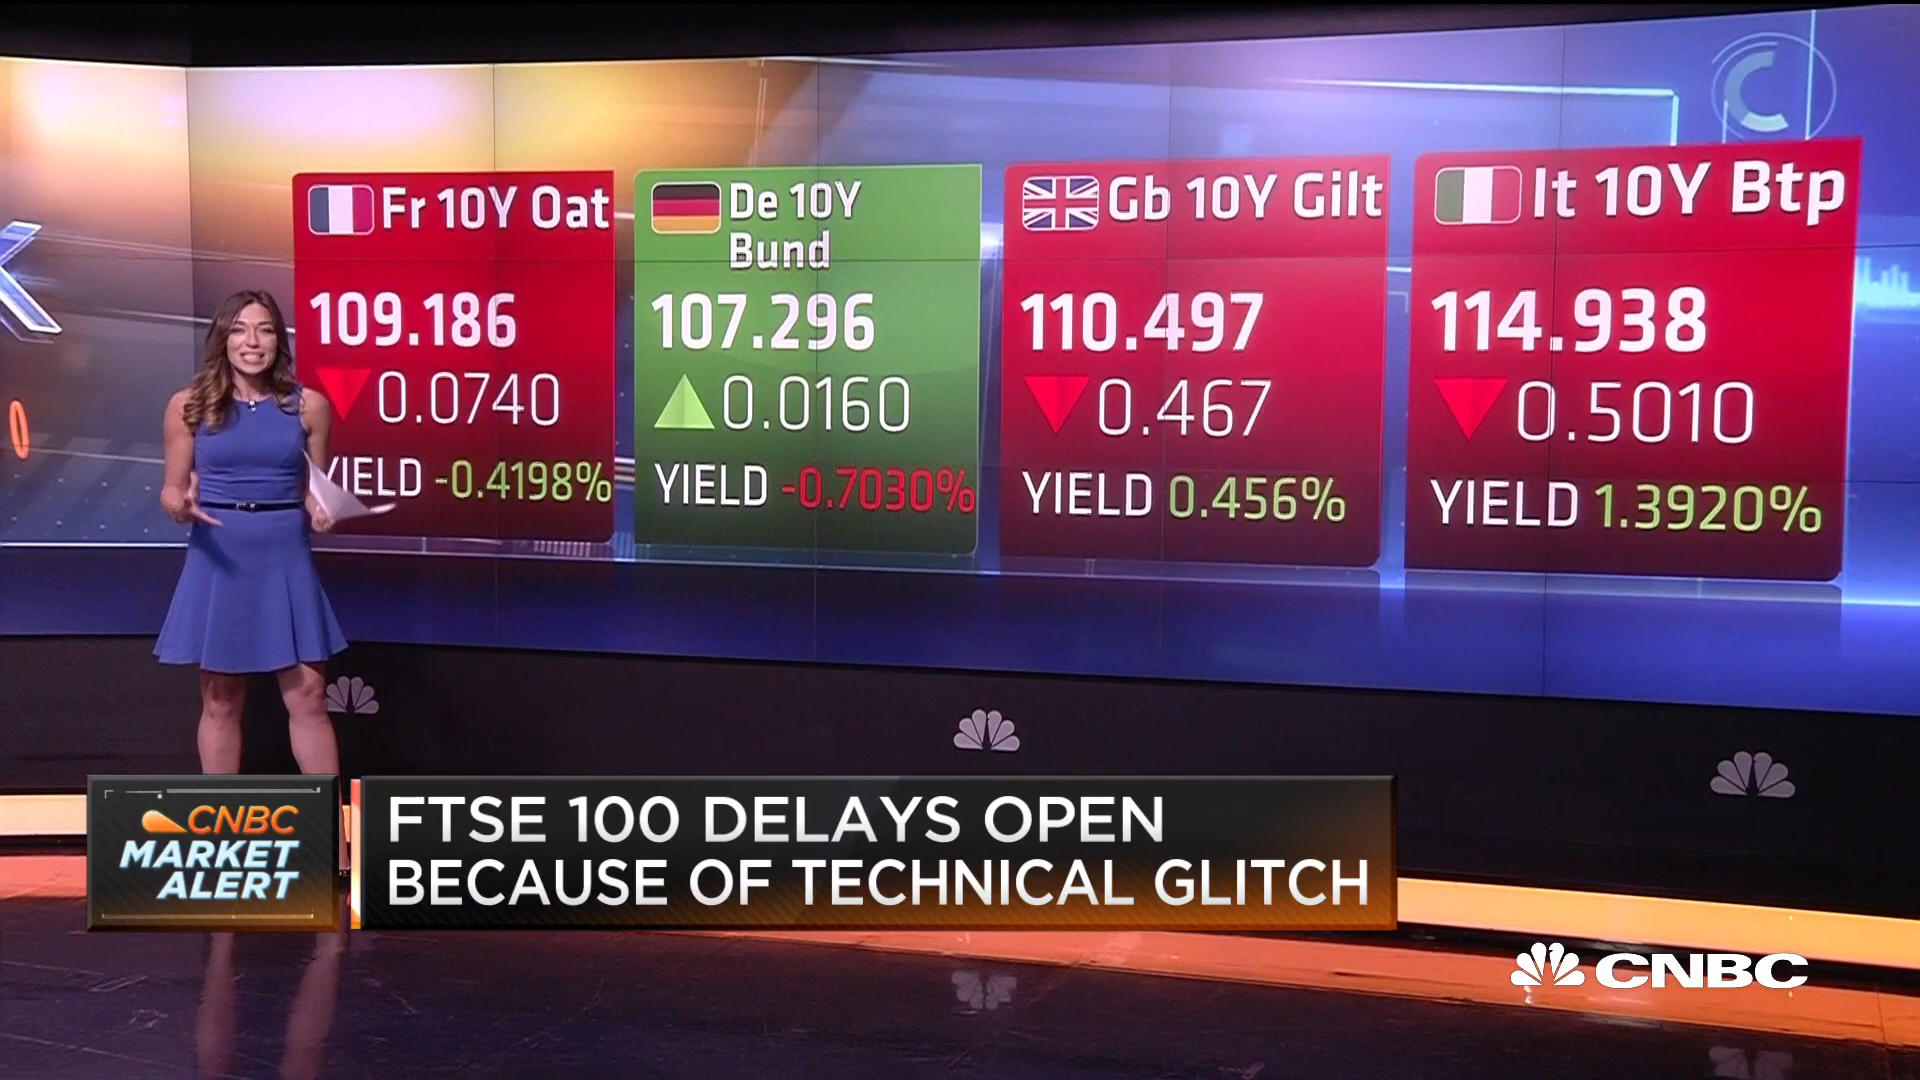 Fr 10Y Oat
109.186
0.0740
YIELD -0.4198%
De 10Y
Bund
107.296
0.0160
YIELD -0.7030%
Gb 10Y Gilt
110.497
0.467
YIELD 0.456%
It 10Y Btp
114.938
0.5010
YIELD 1.3920%
CNBC
MARKET
ALERT
FTSE 100 DELAYS OPEN
BECAUSE OF TECHNICAL GLITCH
CNBC